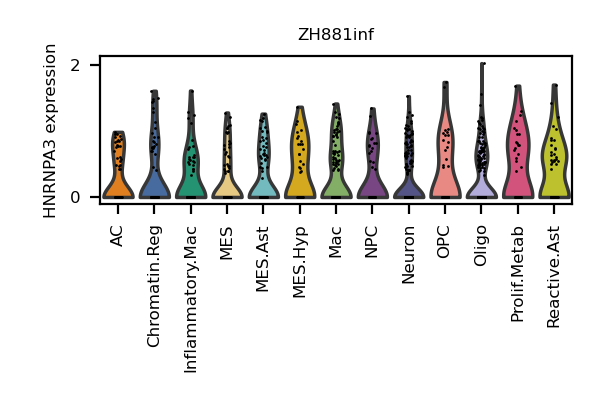 ZH881inf
HNRNPA3 expression
2
0
AC
Chromatin.Reg
Inflammatory.Mac
MES
MES.Ast
MES.Hyp
Mac
NPC
Neuron
OPC
Oligo
Prolif.Metab
Reactive.Ast